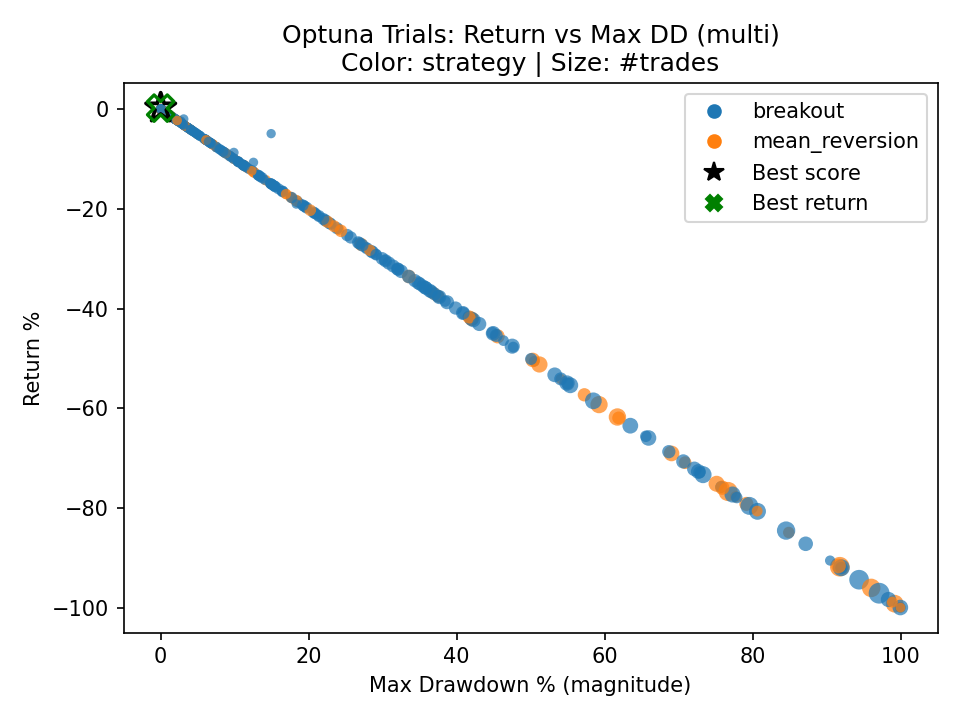 Optuna Trials: Return vs Max DD (multi)
Color: strategy | Size: #trades
breakout
mean_reversion
Best score
Best return
Return %
0
−20
−40
−60
−80
−100
0 20 40 60 80 100
Max Drawdown % (magnitude)